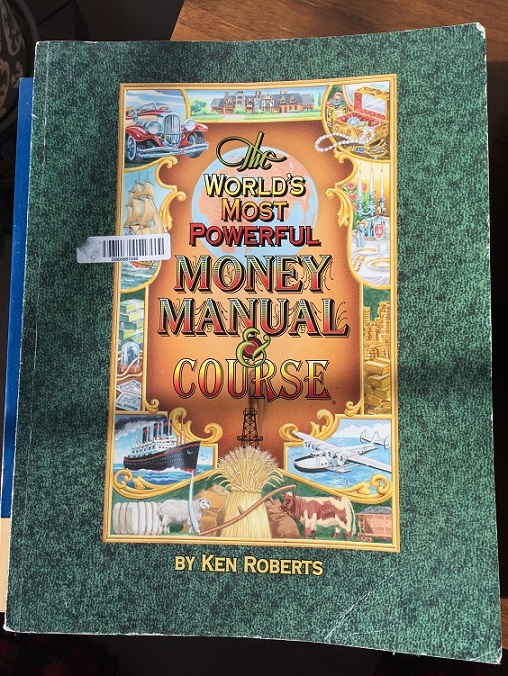 The
WORLD'S
MOST
POWERFUL
MONEY
MANUAL
&
COURSE
BY KEN ROBERTS